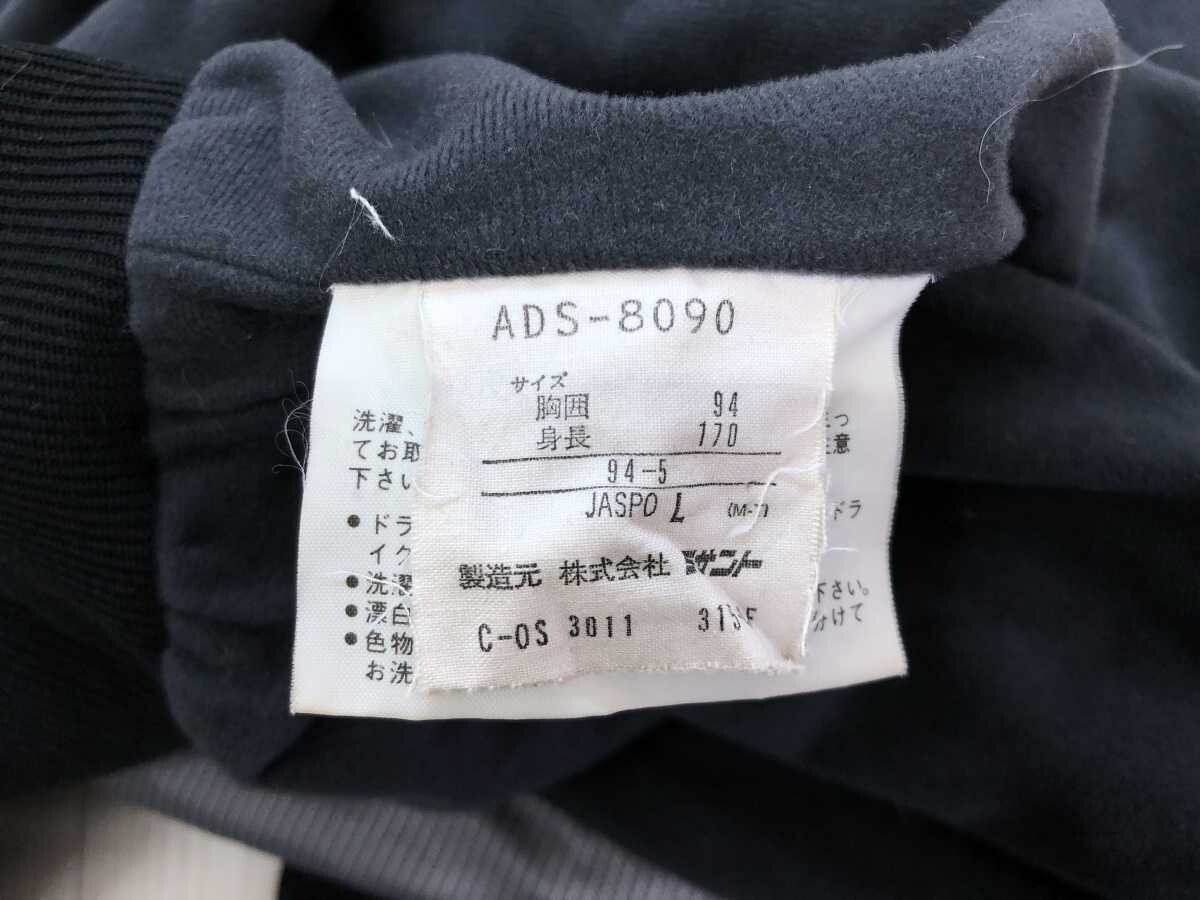 ADS-8090
サイズ
胸囲 94
身長 170
94-5
JASPO L
製造元 株式会社デサント
C-OS 3011
洗濯、
てお取
下さい
●ドラ
イク
●洗濯
●漂白
●色物
お洗
っ
意
ドラ
下さい。
分けて